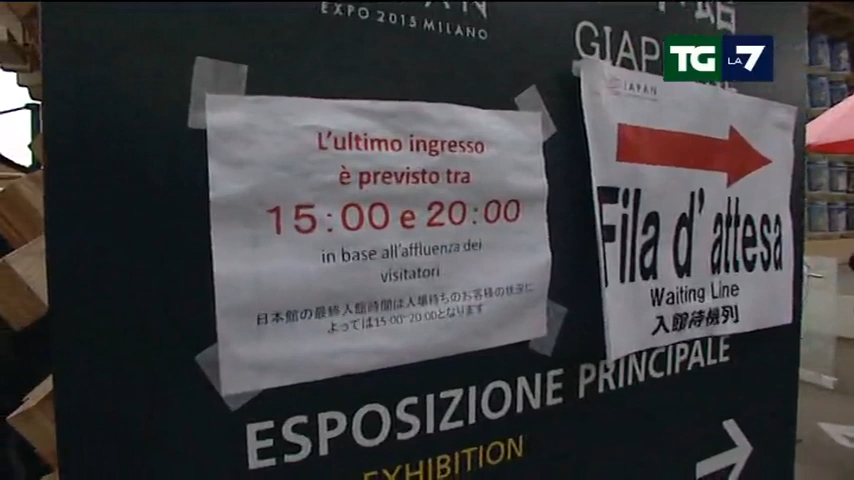 EXPO 2015 MILANO
TG LA7
JAPAN
L'ultimo ingresso
è previsto tra
15:00 e 20:00
in base all'affluenza dei
visitatori
日本館の最終入館時間は入場待ちのお客様の状況に
よっては15:00~20:00となります
Fila d'attesa
Waiting Line
入館待機列
ESPOSIZIONE PRINCIPALE
EXHIBITION